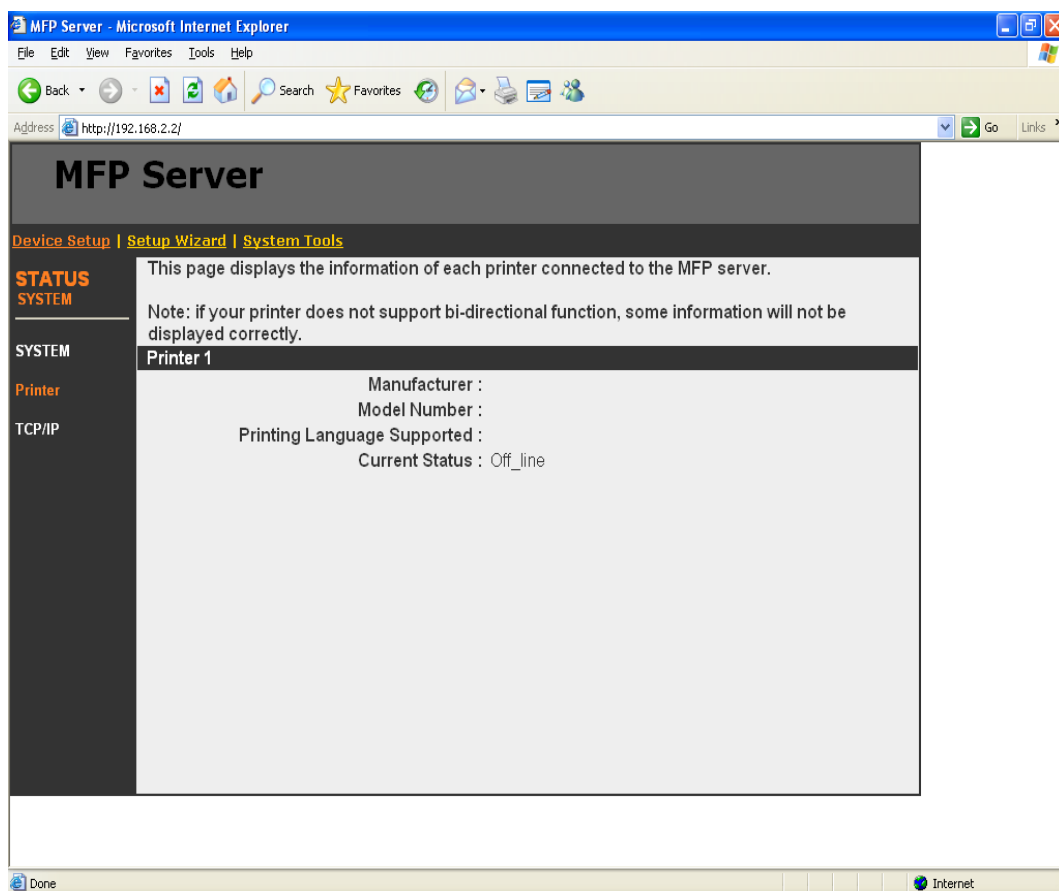 MFP Server - Microsoft Internet Explorer
File Edit View Favorites Tools Help
Back Search Favorites
Address http://192.168.2.2/ Go Links
MFP Server
Device Setup | Setup Wizard | System Tools
STATUS
SYSTEM
SYSTEM
Printer
TCP/IP
This page displays the information of each printer connected to the MFP server.
Note: if your printer does not support bi-directional function, some information will not be
displayed correctly.
Printer 1
Manufacturer :
Model Number :
Printing Language Supported :
Current Status : Off_line
Done Internet